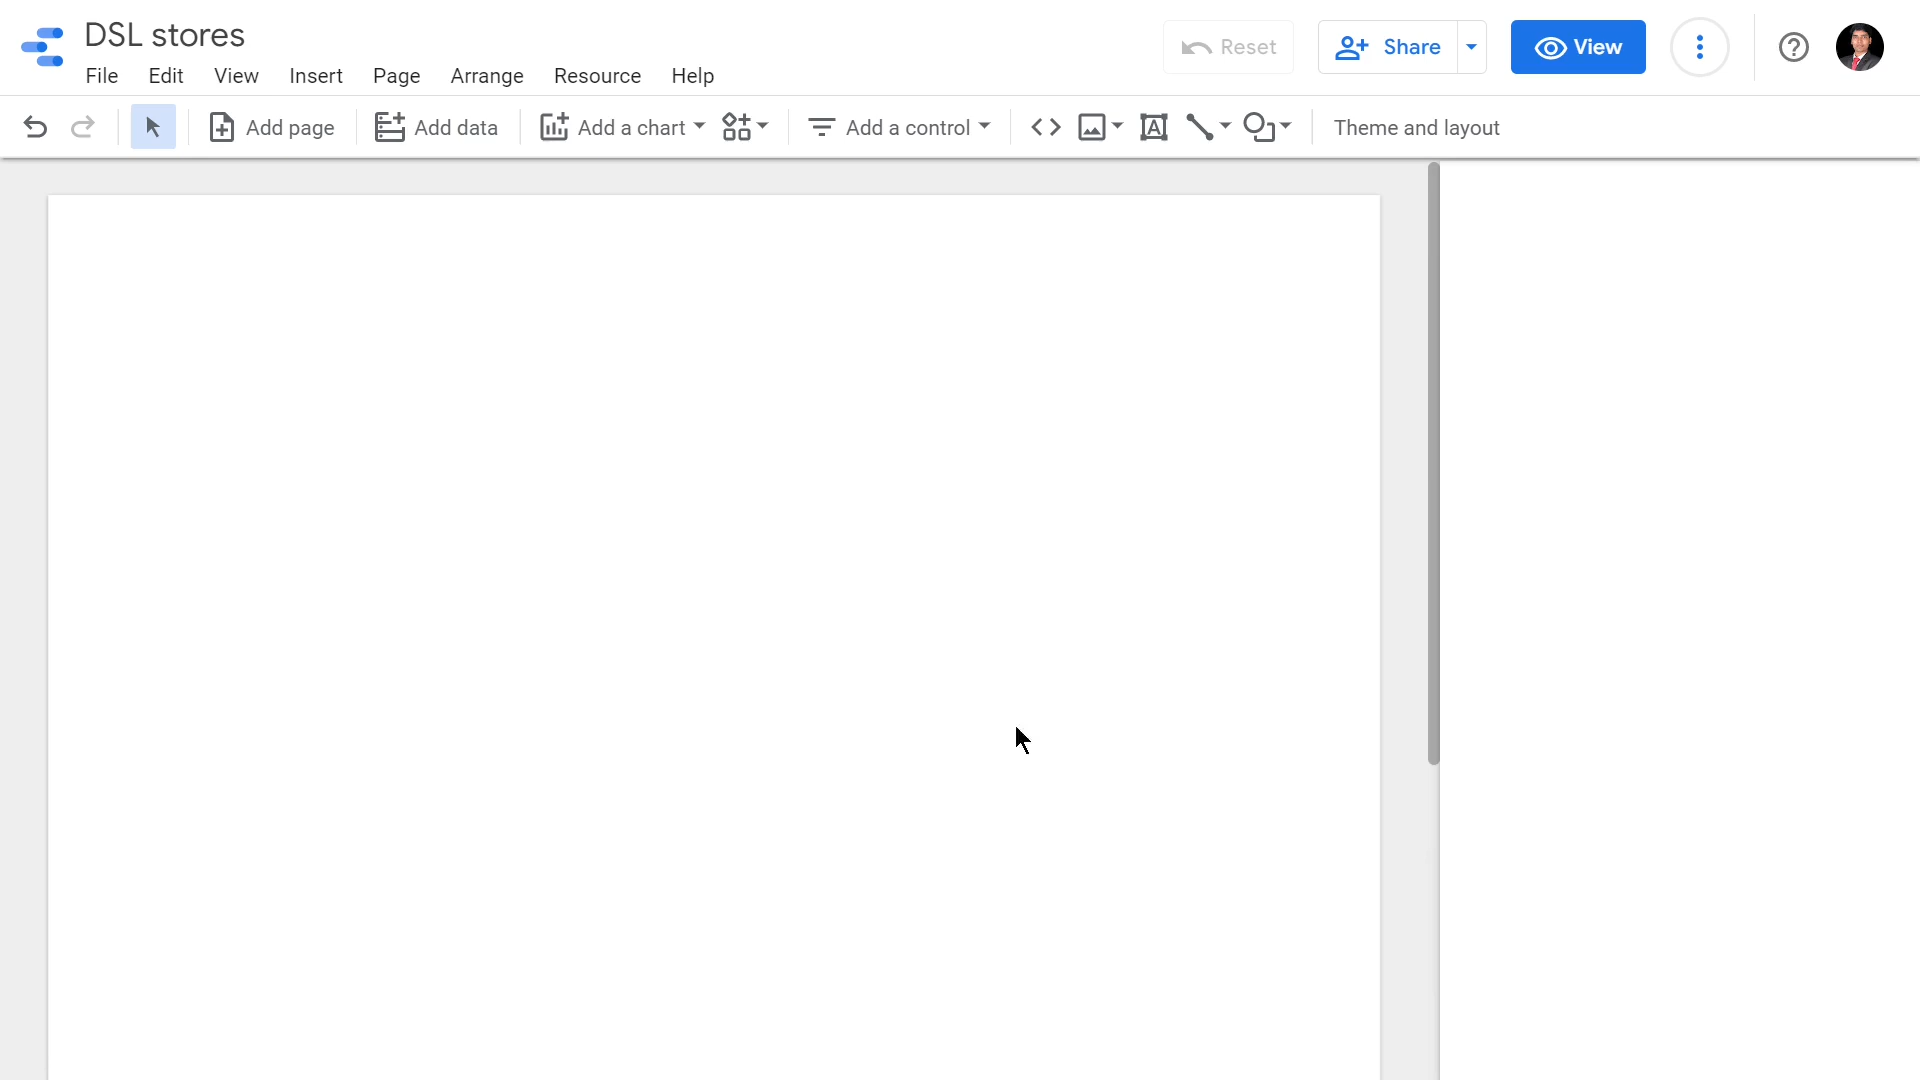 DSL stores
File Edit View Insert Page Arrange Resource Help
Reset Share View
Add page Add data Add a chart Add a control Theme and layout